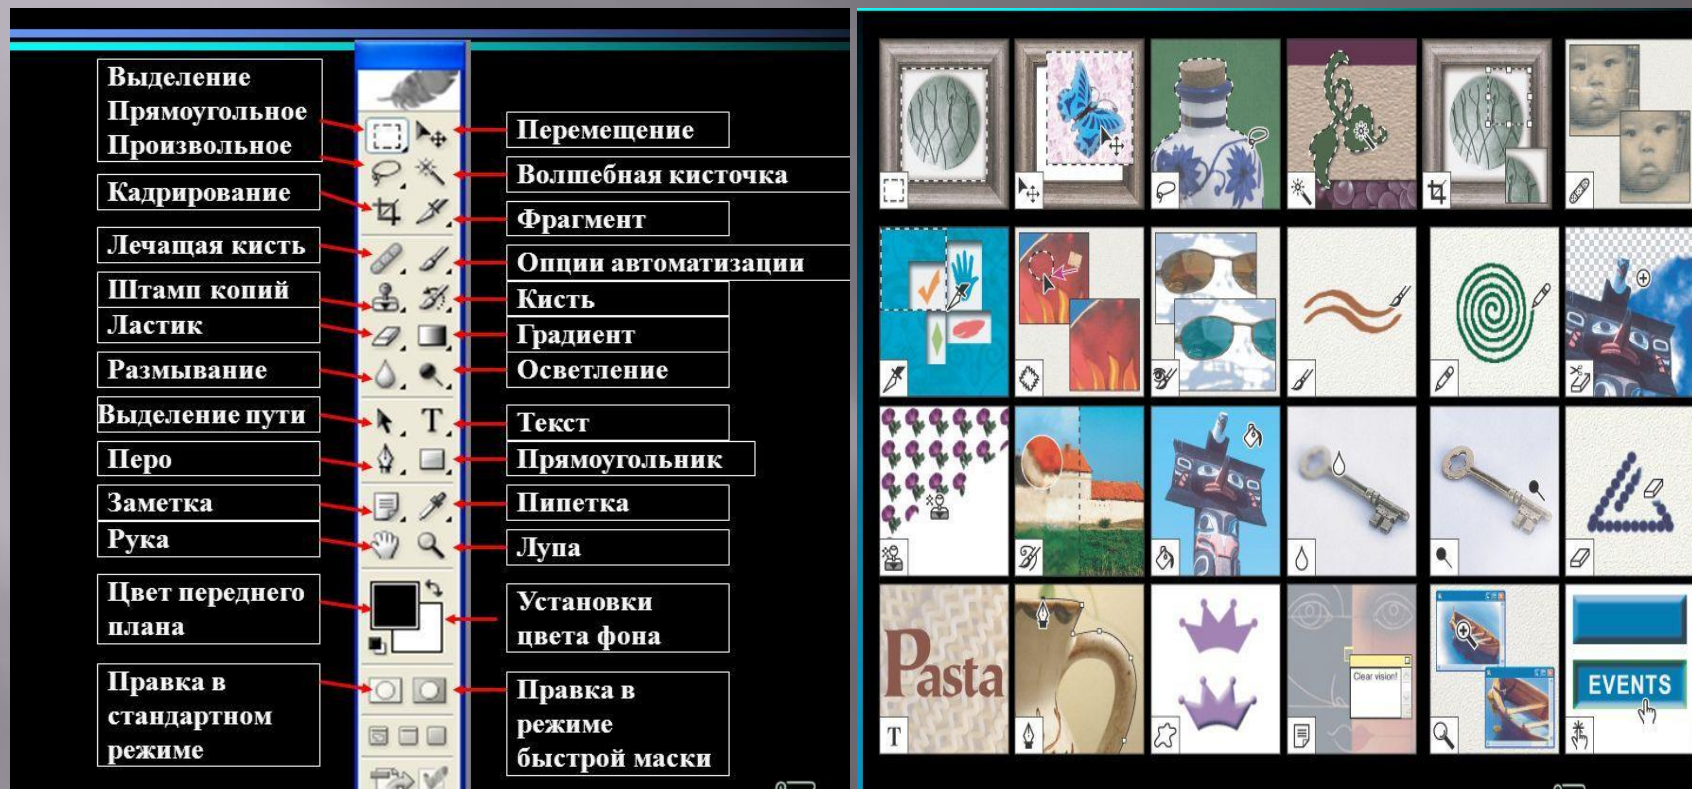 Выделение
Прямоугольное
Произвольное
Кадрирование
Лечащая кисть
Штамп копий
Ластик
Размывание
Выделение пути
Перо
Заметка
Рука
Цвет переднего
плана
Правка в
стандартном
режиме
T
Перемещение
Волшебная кисточка
Фрагмент
Опции автоматизации
Кисть
Градиент
Осветление
Текст
Прямоугольник
Пипетка
Лупа
Установки
цвета фона
Правка в
режиме
быстрой маски
Pasta
T
Clear vision!
EVENTS